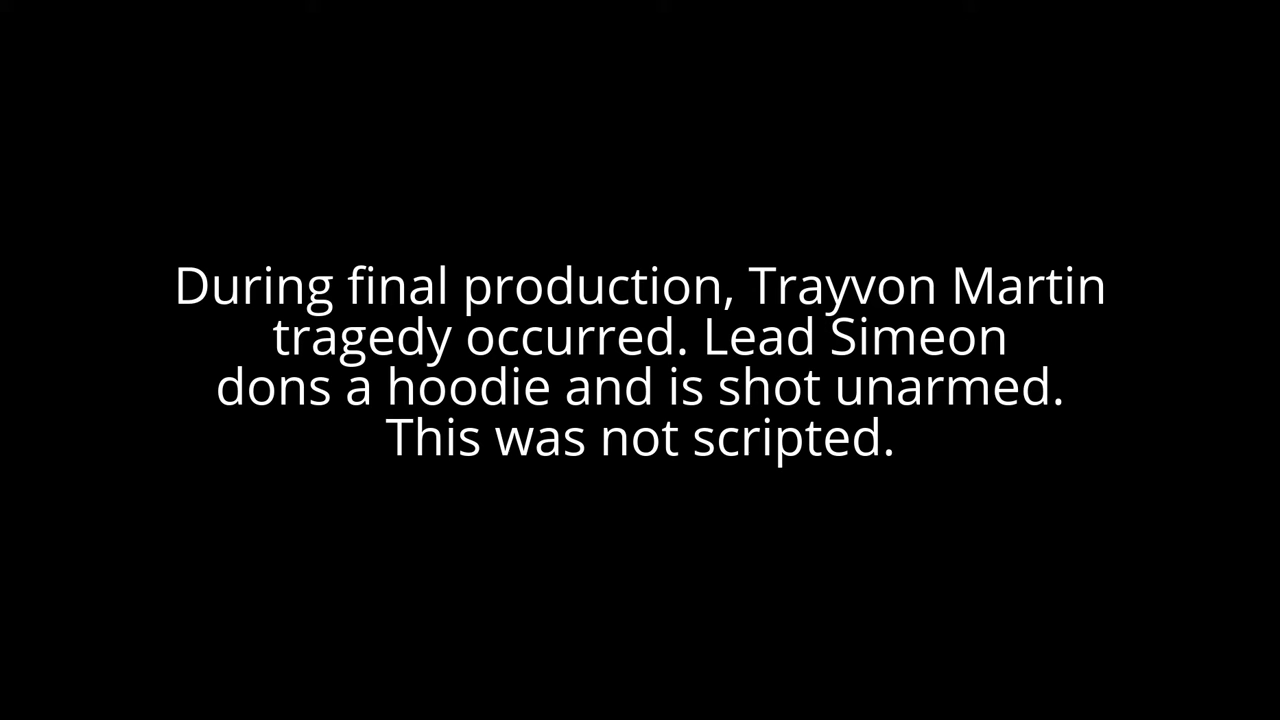 During final production, Trayvon Martin
tragedy occurred. Lead Simeon
dons a hoodie and is shot unarmed.
This was not scripted.